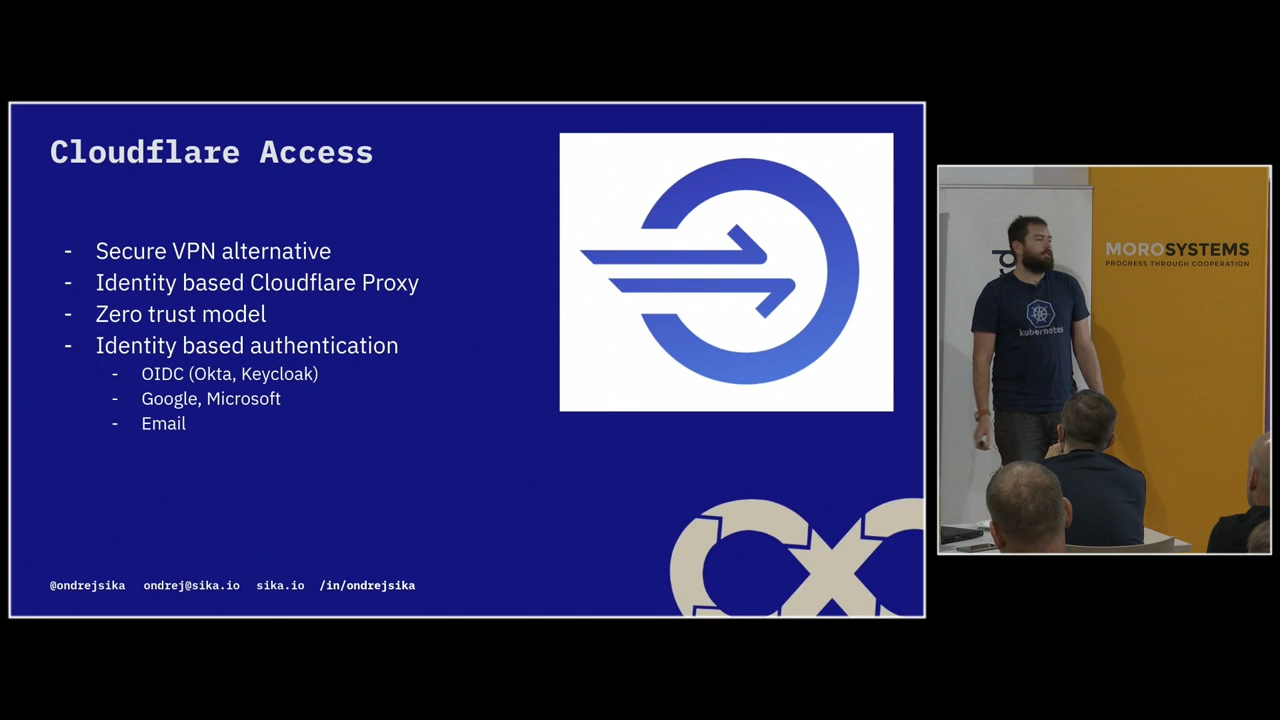 Cloudflare Access
- Secure VPN alternative
- Identity based Cloudflare Proxy
- Zero trust model
- Identity based authentication
- OIDC (Okta, Keycloak)
- Google, Microsoft
- Email
@ondrejsika ondrej@sika.io sika.io /in/ondrejsika
MOROSYSTEMS
PROGRESS THROUGH COOPERATION
kubernetes